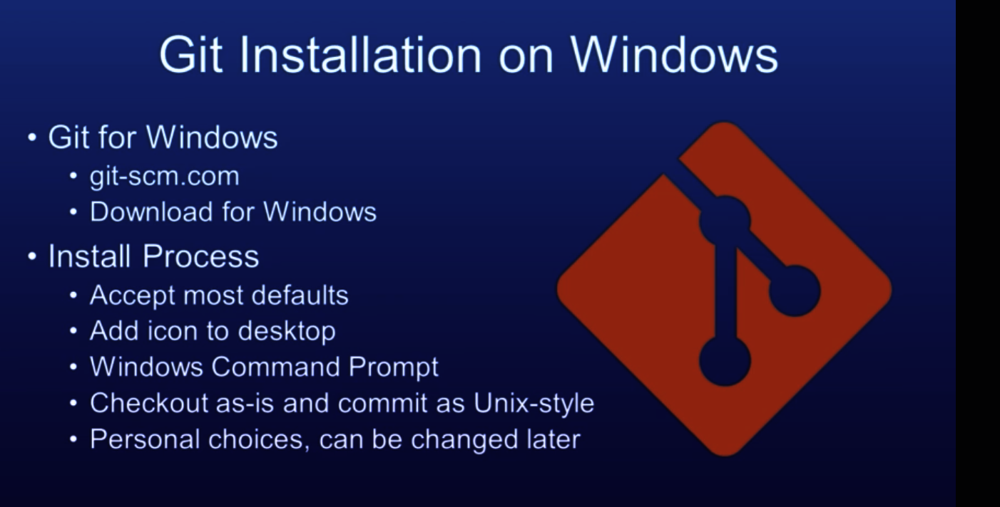 Git Installation on Windows
• Git for Windows
• git-scm.com
• Download for Windows
• Install Process
• Accept most defaults
• Add icon to desktop
• Windows Command Prompt
• Checkout as-is and commit as Unix-style
• Personal choices, can be changed later